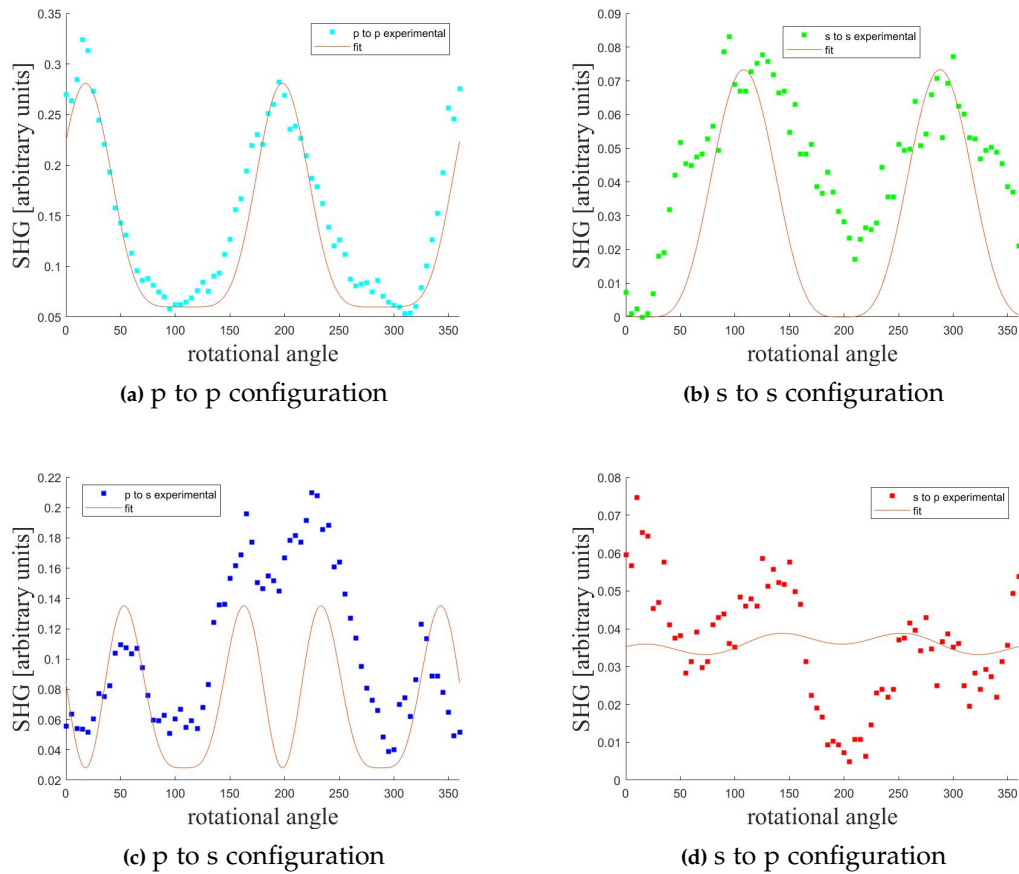 0.35
0.3
0.25
0.2
0.15
0.1
0.05
SHG [arbitrary units]
p to p experimental
fit
0 50 100 150 200 250 300 350
rotational angle
(a) p to p configuration
0.09
0.08
0.07
0.06
0.05
0.04
0.03
0.02
0.01
0
SHG [arbitrary units]
s to s experimental
fit
0 50 100 150 200 250 300 350
rotational angle
(b) s to s configuration
0.22
0.2
0.18
0.16
0.14
0.12
0.1
0.08
0.06
0.04
0.02
SHG [arbitrary units]
p to s experimental
fit
0 50 100 150 200 250 300 350
rotational angle
(c) p to s configuration
0.08
0.07
0.06
0.05
0.04
0.03
0.02
0.01
0
SHG [arbitrary units]
s to p experimental
fit
0 50 100 150 200 250 300 350
rotational angle
(d) s to p configuration